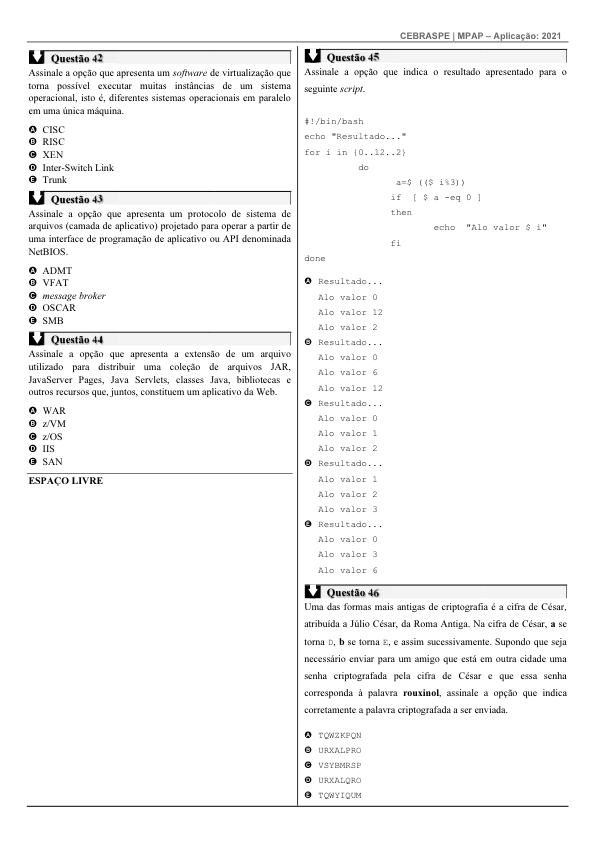 CEBRASPE | MPAP – Aplicação: 2021
Questão 42
Assinale a opção que apresenta um software de virtualização que
torna possível executar muitas instâncias de um sistema
operacional, isto é, diferentes sistemas operacionais em paralelo
em uma única máquina.
A CISC
B RISC
C XEN
D Inter-Switch Link
E Trunk
Questão 43
Assinale a opção que apresenta um protocolo de sistema de
arquivos (camada de aplicativo) projetado para operar a partir de
uma interface de programação de aplicativo ou API denominada
NetBIOS.
A ADMT
B VFAT
C message broker
D OSCAR
E SMB
Questão 44
Assinale a opção que apresenta a extensão de um arquivo
utilizado para distribuir uma coleção de arquivos JAR,
JavaServer Pages, Java Servlets, classes Java, bibliotecas e
outros recursos que, juntos, constituem um aplicativo da Web.
A WAR
B z/VM
C z/OS
D IIS
E SAN
ESPAÇO LIVRE
Questão 45
Assinale a opção que indica o resultado apresentado para o
seguinte script.
#!/bin/bash
echo "Resultado..."
for i in {0..12..2}
do
a=$ (($ i%3))
if [ $ a -eq 0 ]
then
echo "Alo valor $ i"
fi
done
A Resultado...
Alo valor 0
Alo valor 12
Alo valor 2
B Resultado...
Alo valor 0
Alo valor 6
Alo valor 12
C Resultado...
Alo valor 0
Alo valor 1
Alo valor 2
D Resultado...
Alo valor 1
Alo valor 2
Alo valor 3
E Resultado...
Alo valor 0
Alo valor 3
Alo valor 6
Questão 46
Uma das formas mais antigas de criptografia é a cifra de César,
atribuída a Júlio César, da Roma Antiga. Na cifra de César, a se
torna D, b se torna E, e assim sucessivamente. Supondo que seja
necessário enviar para um amigo que está em outra cidade uma
senha criptografada pela cifra de César e que essa senha
corresponda à palavra rouxinol, assinale a opção que indica
corretamente a palavra criptografada a ser enviada.
A TQWZKPQN
B URXALPRO
C VSYBMRSP
D URXALQRO
E TQWYIQUM